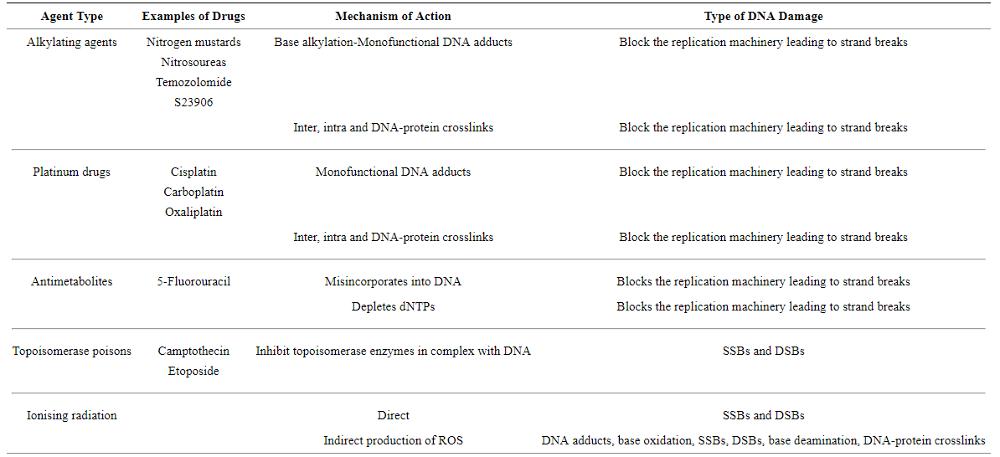 Agent Type Examples of Drugs Mechanism of Action Type of DNA Damage
Alkylating agents Nitrogen mustards Base alkylation-Monofunctional DNA adducts Block the replication machinery leading to strand breaks
Nitrosoureas
Temozolomide
S23906
Inter, intra and DNA-protein crosslinks Block the replication machinery leading to strand breaks
Platinum drugs Cisplatin Monofunctional DNA adducts Block the replication machinery leading to strand breaks
Carboplatin
Oxaliplatin
Inter, intra and DNA-protein crosslinks Block the replication machinery leading to strand breaks
Antimetabolites 5-Fluorouracil Misincorporates into DNA Blocks the replication machinery leading to strand breaks
Depletes dNTPs Blocks the replication machinery leading to strand breaks
Topoisomerase poisons Camptothecin Inhibit topoisomerase enzymes in complex with DNA SSBs and DSBs
Etoposide
Ionising radiation Direct SSBs and DSBs
Indirect production of ROS DNA adducts, base oxidation, SSBs, DSBs, base deamination, DNA-protein crosslinks